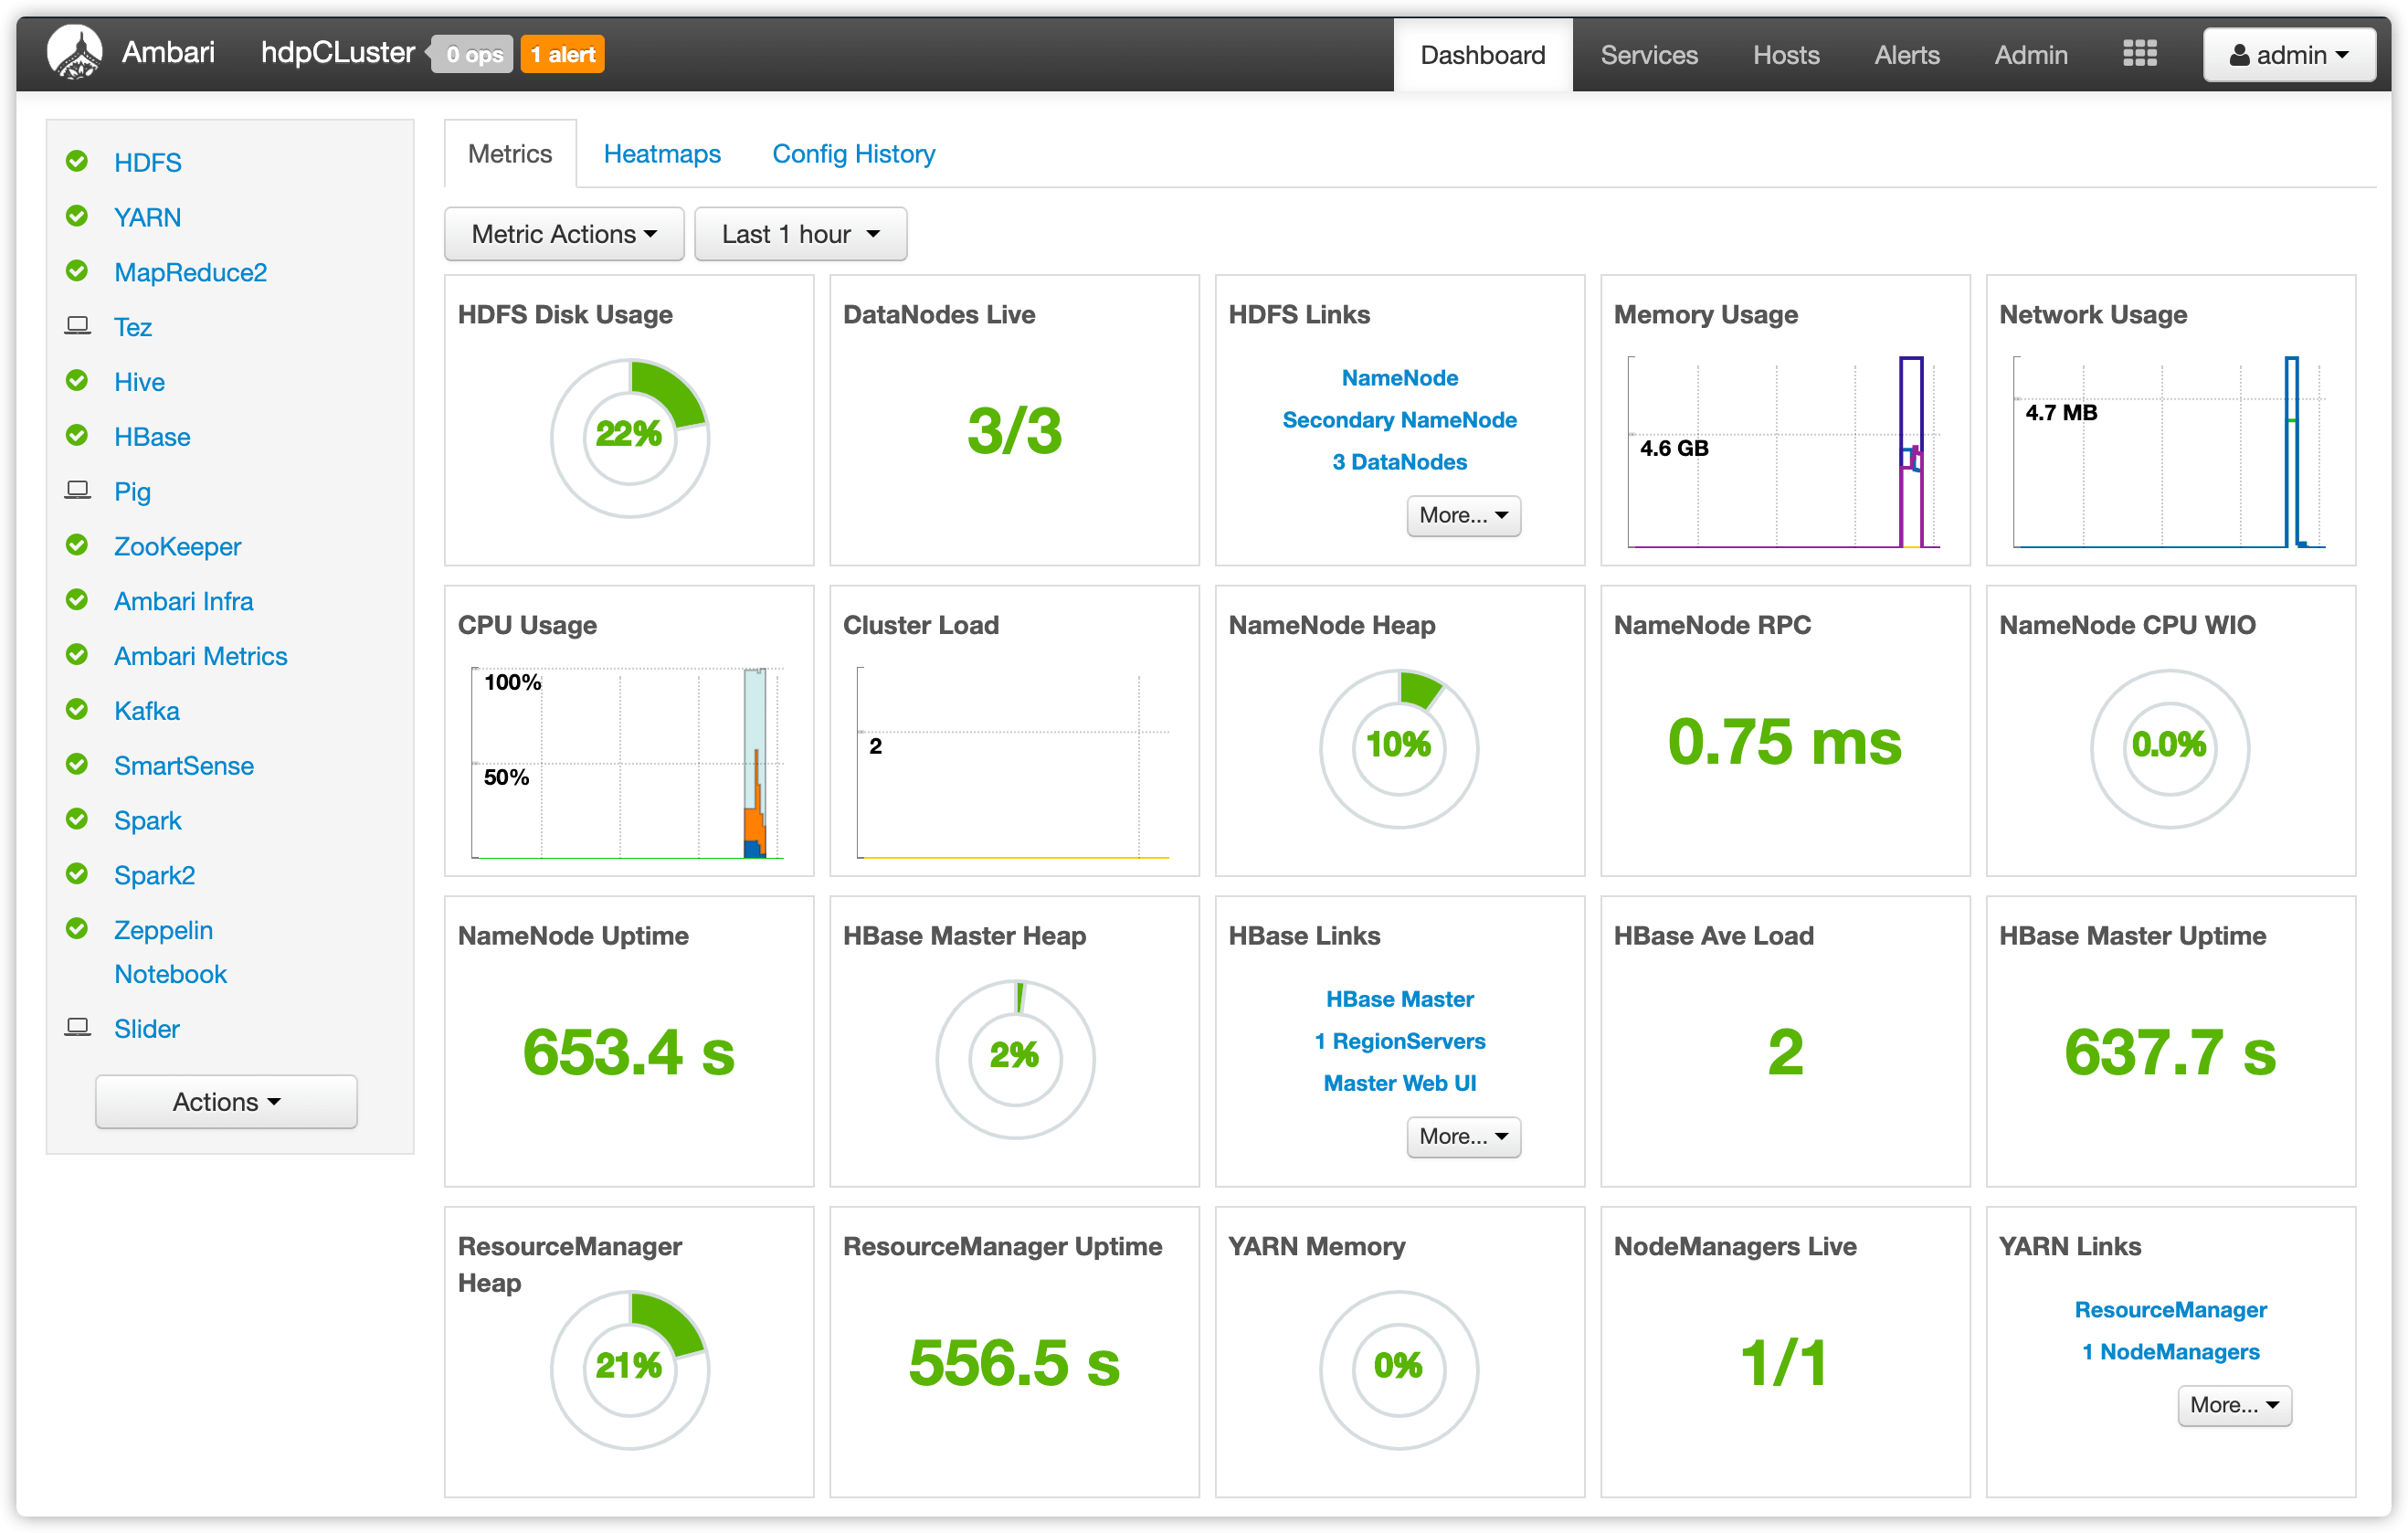 Ambari hdpCLuster 0 ops 1 alert Dashboard Services Hosts Alerts Admin admin
HDFS
YARN
MapReduce2
Tez
Hive
HBase
Pig
ZooKeeper
Ambari Infra
Ambari Metrics
Kafka
SmartSense
Spark
Spark2
Zeppelin
Notebook
Slider
Actions
Metrics Heatmaps Config History
Metric Actions Last 1 hour
HDFS Disk Usage
22%
DataNodes Live
3/3
HDFS Links
NameNode
Secondary NameNode
3 DataNodes
More...
Memory Usage
4.6 GB
Network Usage
4.7 MB
CPU Usage
100%
50%
Cluster Load
2
NameNode Heap
10%
NameNode RPC
0.75 ms
NameNode CPU WIO
0.0%
NameNode Uptime
653.4 s
HBase Master Heap
2%
HBase Links
HBase Master
1 RegionServers
Master Web UI
More...
HBase Ave Load
2
HBase Master Uptime
637.7 s
ResourceManager
Heap
21%
ResourceManager Uptime
556.5 s
YARN Memory
0%
NodeManagers Live
1/1
YARN Links
ResourceManager
1 NodeManagers
More...